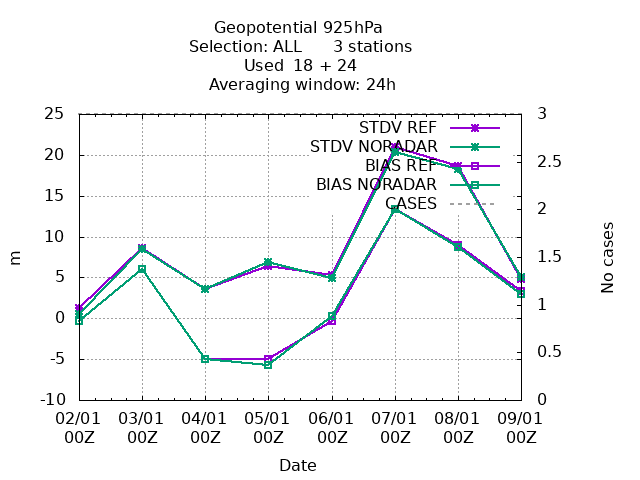 Geopotential 925hPa
Selection: ALL 3 stations
Used 18 + 24
Averaging window: 24h
25
20
15
10
5
0
-5
-10
m
3
2.5
2
1.5
1
0.5
0
No cases
STDV REF
STDV NORADAR
BIAS REF
BIAS NORADAR
CASES
02/01 03/01 04/01 05/01 06/01 07/01 08/01 09/01
00Z 00Z 00Z 00Z 00Z 00Z 00Z 00Z
Date